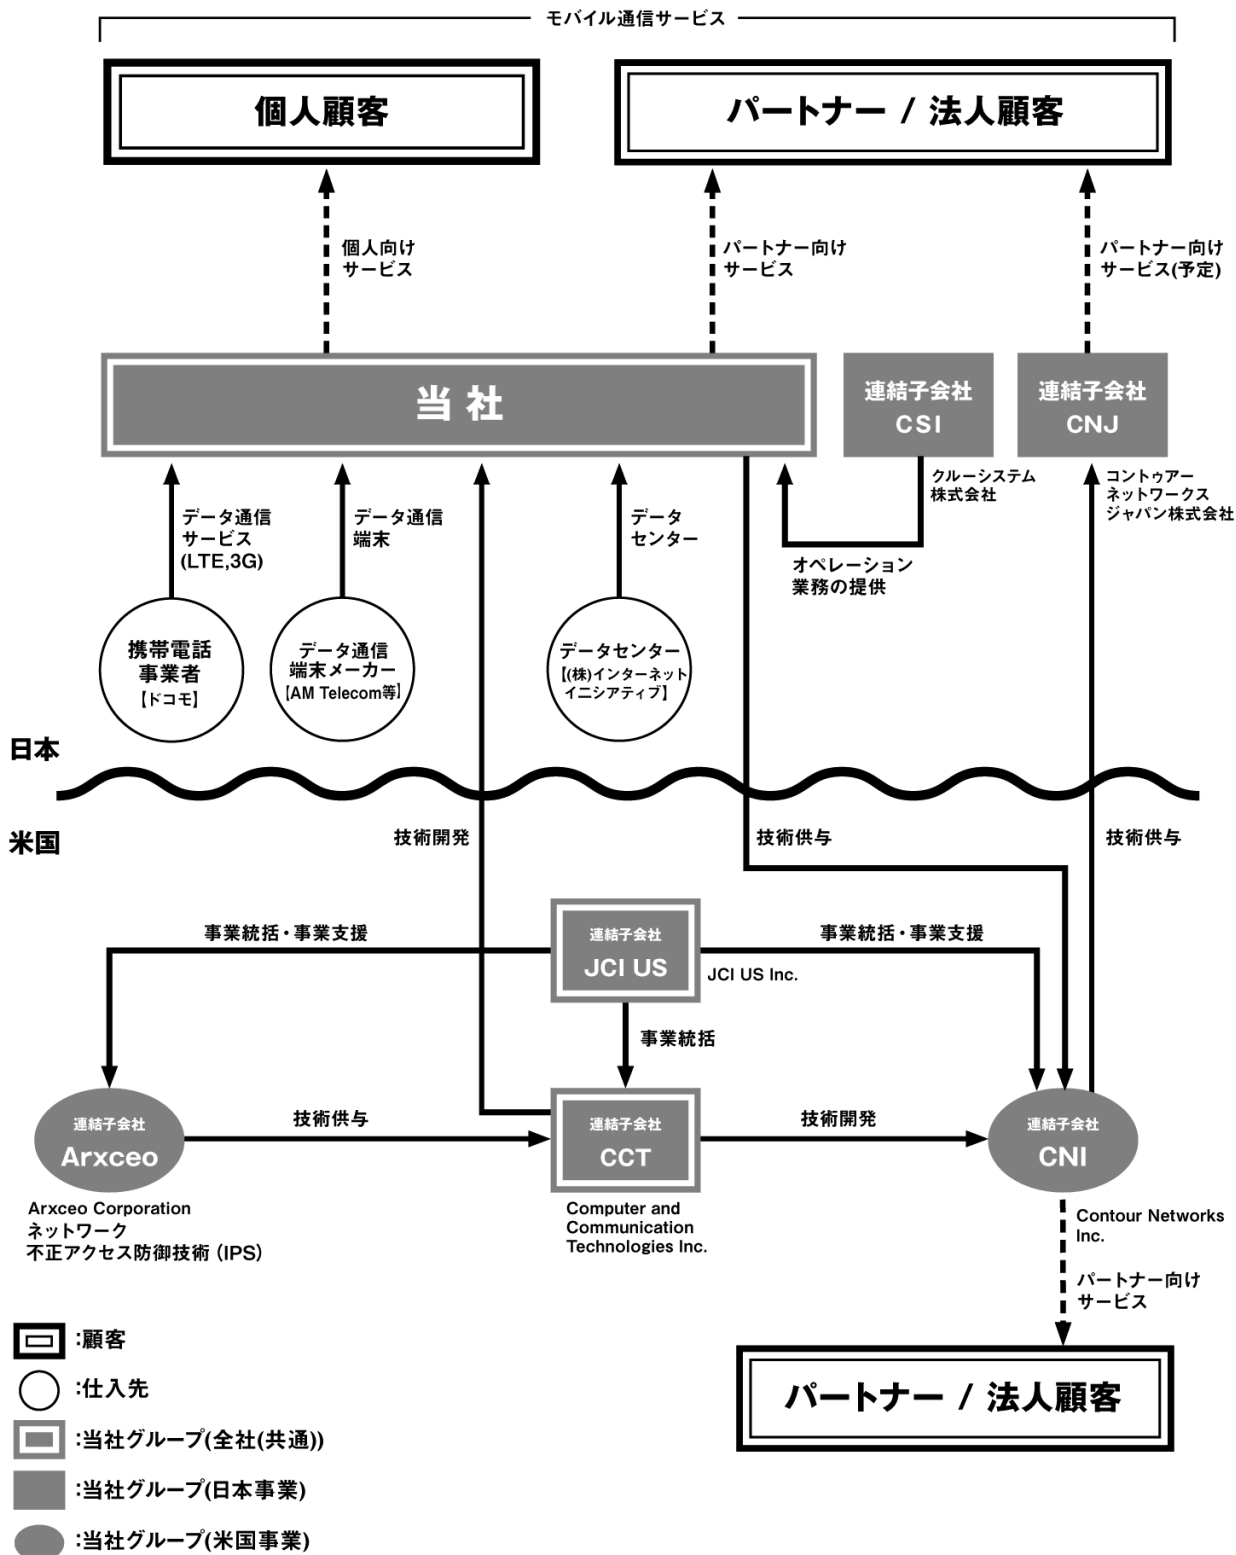 モバイル通信サービス
個人顧客
パートナー / 法人顧客
個人向け
サービス
パートナー向け
サービス
パートナー向け
サービス(予定)
当社
連結子会社
CSI
連結子会社
CNJ
クルーシステム
株式会社
コントゥアー
ネットワークス
ジャパン株式会社
データ通信
サービス
(LTE,3G)
データ通信
端末
データ
センター
オペレーション
業務の提供
携帯電話
事業者
【ドコモ】
データ通信
端末メーカー
【AM Telecom等】
データセンター
【(株)インターネット
イニシアティブ】
日本
米国
技術開発
技術供与
技術供与
事業統括・事業支援
連結子会社
JCI US
JCI US Inc.
事業統括・事業支援
事業統括
連結子会社
Arxceo
技術供与
連結子会社
CCT
技術開発
連結子会社
CNI
Arxceo Corporation
ネットワーク
不正アクセス防御技術（IPS）
Computer and
Communication
Technologies Inc.
Contour Networks
Inc.
パートナー向け
サービス
パートナー / 法人顧客
:顧客
:仕入先
:当社グループ(全社(共通))
:当社グループ(日本事業)
:当社グループ(米国事業)